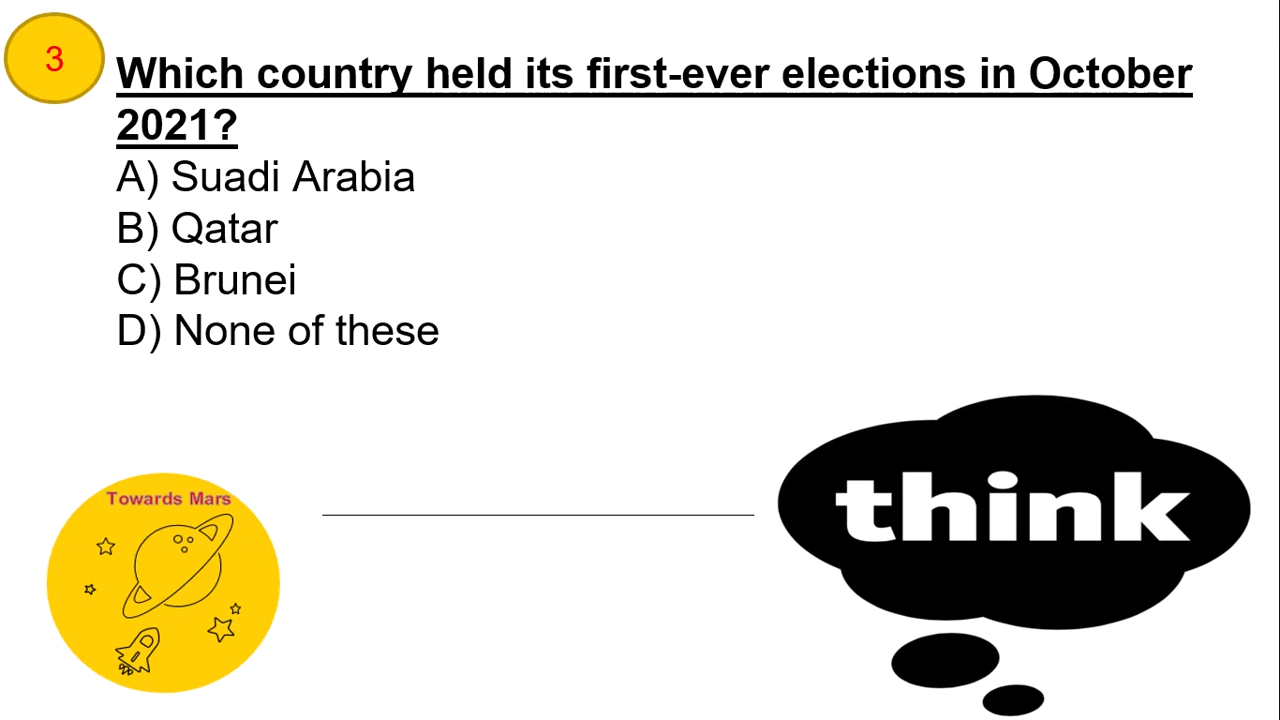 3
Which country held its first-ever elections in October
2021?
A) Suadi Arabia
B) Qatar
C) Brunei
D) None of these
Towards Mars
think